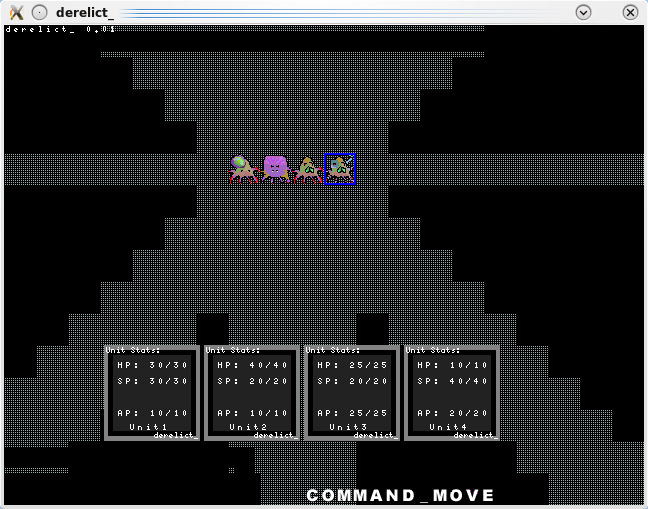 derelict_
derelict_ 0.01
Unit Stats: Unit Stats: Unit Stats: Unit Stats:
HP: 30/30 HP: 40/40 HP: 25/25 HP: 10/10
SP: 30/30 SP: 20/20 SP: 20/20 SP: 40/40
AP: 10/10 AP: 10/10 AP: 25/25 AP: 20/20
Unit1 Unit2 Unit3 Unit4
derelict_ derelict_ derelict_ derelict_
COMMAND_MOVE